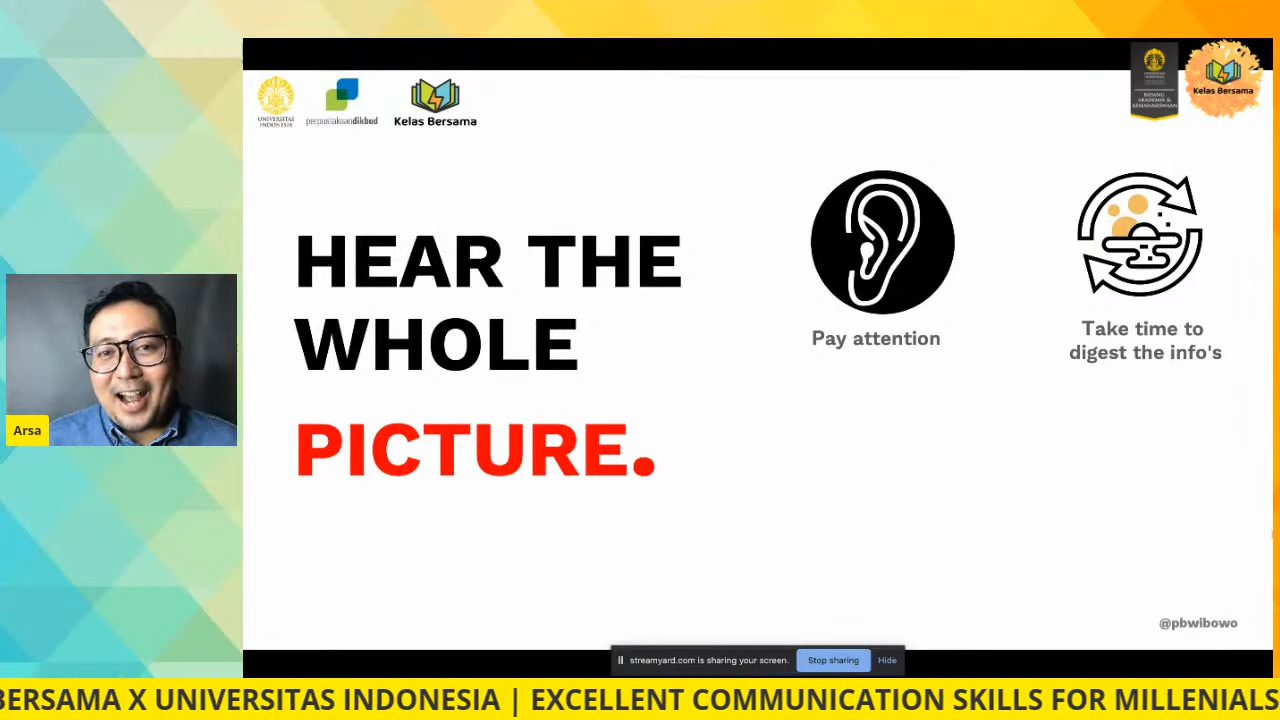 UNIVERSITAS
INDONESIA
perpustakaandikbud
Kelas Bersama
UNIVERSITAS
INDONESIA
BIDANG
AKADEMIK &
KEMAHASISWAAN
Kelas Bersama
HEAR THE
WHOLE
PICTURE.
Pay attention
Take time to
digest the info's
Arsa
@pbwibowo
streamyard.com is sharing your screen. Stop sharing Hide
BERSAMA X UNIVERSITAS INDONESIA | EXCELLENT COMMUNICATION SKILLS FOR MILLENIALS